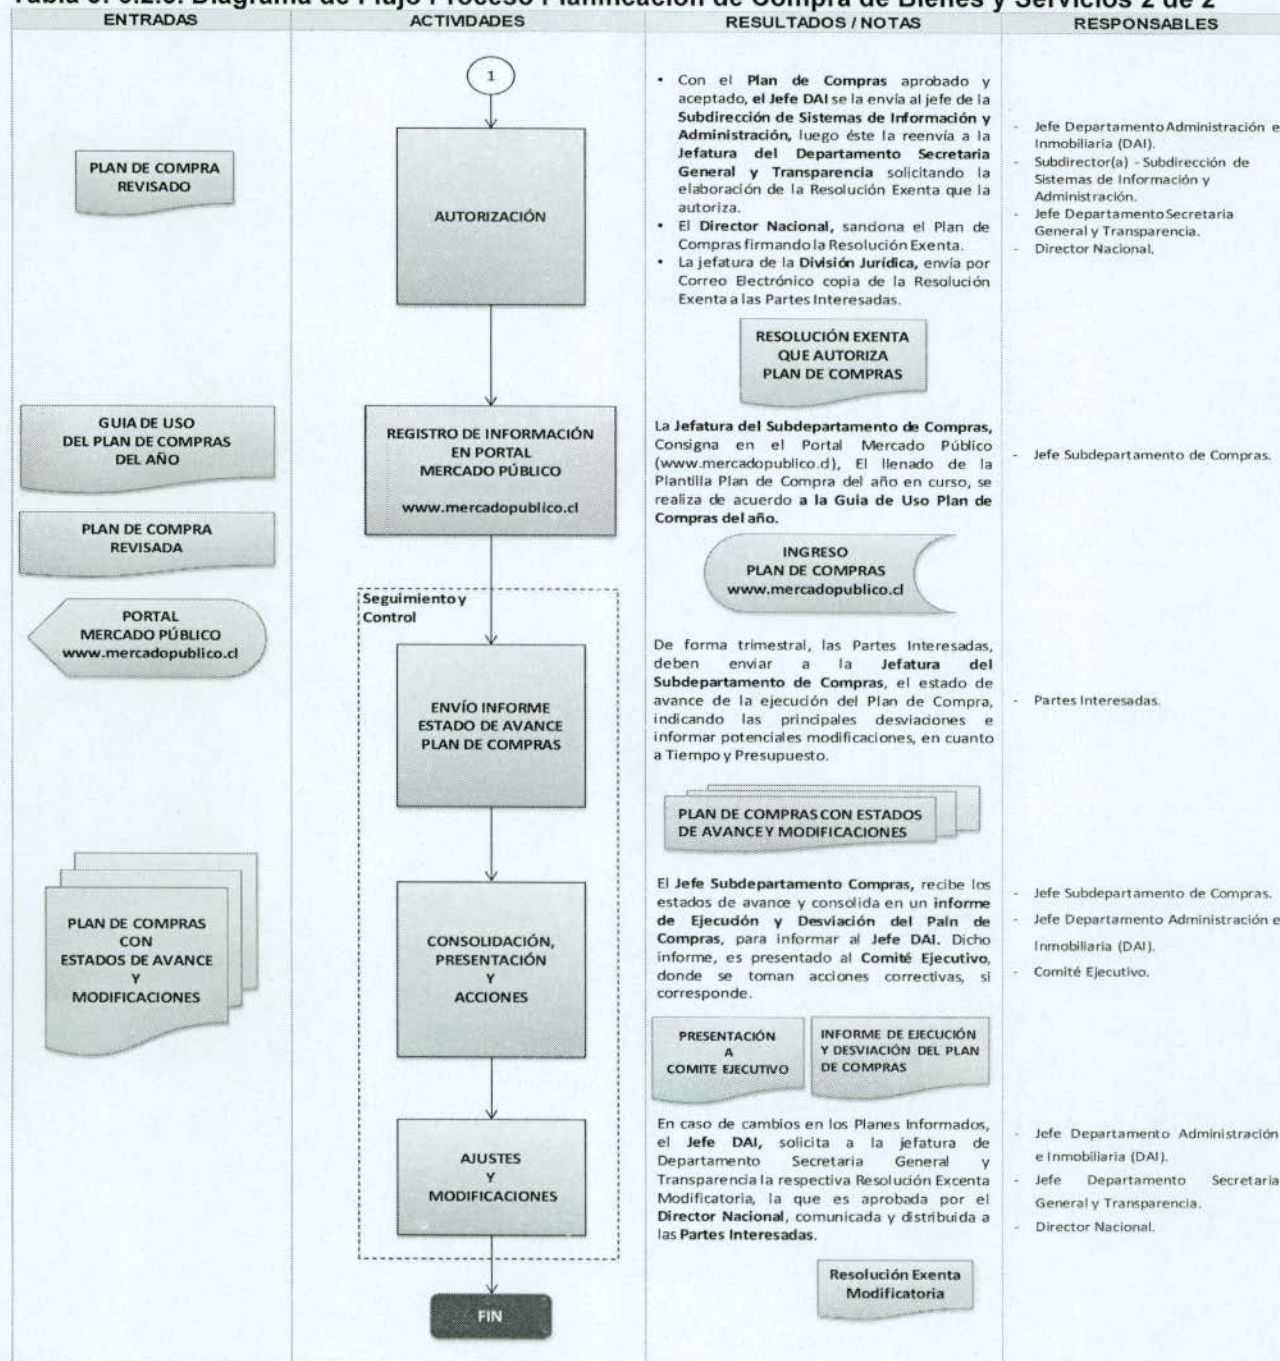 Tabla 3: 6.2.3. Diagrama de Flujo Proceso Planificación de Compra de Bienes y Servicios 2 de 2
ENTRADAS
ACTIVIDADES
RESULTADOS / NOTAS
RESPONSABLES
1
PLAN DE COMPRA
REVISADO
AUTORIZACIÓN
• Con el Plan de Compras aprobado y
aceptado, el Jefe DAI se la envía al jefe de la
Subdirección de Sistemas de Información y
Administración, luego éste la reenvía a la
Jefatura del Departamento Secretaria
General y Transparencia solicitando la
elaboración de la Resolución Exenta que la
autoriza.
• El Director Nacional, sandona el Plan de
Compras firmando la Resolución Exenta.
• La jefatura de la División Jurídica, envía por
Correo Electrónico copia de la Resolución
Exenta a las Partes Interesadas.
- Jefe Departamento Administración e
Inmobiliaria (DAI).
- Subdirector(a) - Subdirección de
Sistemas de Información y
Administración.
- Jefe Departamento Secretaria
General y Transparencia.
- Director Nacional.
RESOLUCIÓN EXENTA
QUE AUTORIZA
PLAN DE COMPRAS
GUIA DE USO
DEL PLAN DE COMPRAS
DEL AÑO
PLAN DE COMPRA
REVISADA
PORTAL
MERCADO PÚBLICO
www.mercadopublico.cl
REGISTRO DE INFORMACIÓN
EN PORTAL
MERCADO PÚBLICO
www.mercadopublico.cl
La Jefatura del Subdepartamento de Compras,
Consigna en el Portal Mercado Público
(www.mercadopublico.cl), El llenado de la
Plantilla Plan de Compra del año en curso, se
realiza de acuerdo a la Guia de Uso Plan de
Compras del año.
- Jefe Subdepartamento de Compras.
INGRESO
PLAN DE COMPRAS
www.mercadopublico.cl
Seguimiento y
Control
ENVÍO INFORME
ESTADO DE AVANCE
PLAN DE COMPRAS
De forma trimestral, las Partes Interesadas,
deben enviar a la Jefatura del
Subdepartamento de Compras, el estado de
avance de la ejecución del Plan de Compra,
indicando las principales desviaciones e
informar potenciales modificaciones, en cuanto
a Tiempo y Presupuesto.
- Partes Interesadas.
PLAN DE COMPRAS CON ESTADOS
DE AVANCE Y MODIFICACIONES
PLAN DE COMPRAS
CON
ESTADOS DE AVANCE
Y
MODIFICACIONES
CONSOLIDACIÓN,
PRESENTACIÓN
Y
ACCIONES
El Jefe Subdepartamento Compras, recibe los
estados de avance y consolida en un informe
de Ejecución y Desviación del Paln de
Compras, para informar al Jefe DAI. Dicho
informe, es presentado al Comité Ejecutivo,
donde se toman acciones correctivas, si
corresponde.
- Jefe Subdepartamento de Compras.
- Jefe Departamento Administración e
Inmobiliaria (DAI).
- Comité Ejecutivo.
PRESENTACIÓN
A
COMITE EJECUTIVO
INFORME DE EJECUCIÓN
Y DESVIACIÓN DEL PLAN
DE COMPRAS
AJUSTES
Y
MODIFICACIONES
En caso de cambios en los Planes Informados,
el Jefe DAI, solicita a la jefatura de
Departamento Secretaria General y
Transparencia la respectiva Resolución Excenta
Modificatoria, la que es aprobada por el
Director Nacional, comunicada y distribuida a
las Partes Interesadas.
- Jefe Departamento Administración
e Inmobiliaria (DAI).
- Jefe Departamento Secretaria
General y Transparencia.
- Director Nacional.
Resolución Exenta
Modificatoria
FIN